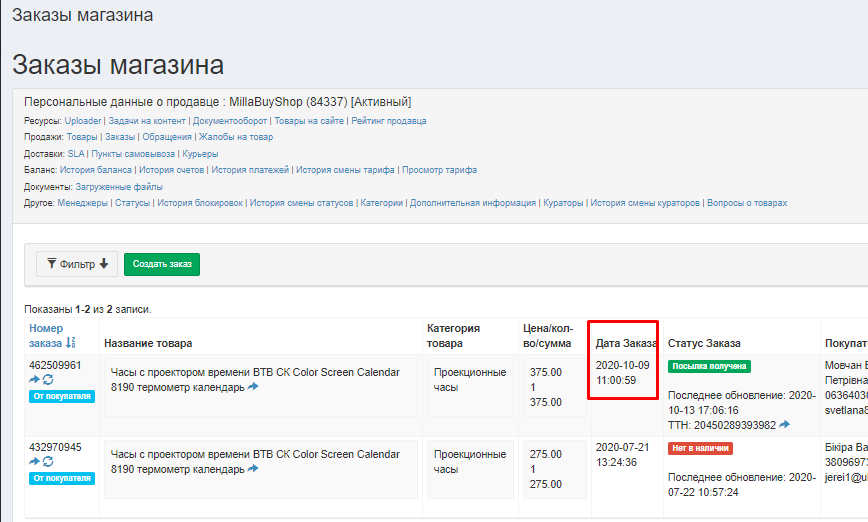 Заказы магазина
Заказы магазина
Персональные данные о продавце : MillaBuyShop (84337) [Активный]
Ресурсы: Uploader | Задачи на контент | Документооборот | Товары на сайте | Рейтинг продавца
Продажи: Товары | Заказы | Обращения | Жалобы на товар
Доставки: SLA | Пункты самовывоза | Курьеры
Баланс: История баланса | История счетов | История платежей | История смены тарифа | Просмотр тарифа
Документы: Загруженные файлы
Другое: Менеджеры | Статусы | История блокировок | История смены статусов | Категории | Дополнительная информация | Кураторы | История смены кураторов | Вопросы о товарах
Фильтр Создать заказ
Показаны 1-2 из 2 записи.
Номер заказа Название товара Категория товара Цена/кол-во/сумма Дата Заказа Статус Заказа Покупат
462509961
От покупателя
Часы с проектором времени ВТВ СК Color Screen Calendar
8190 термометр календарь
Проекционные
часы
375.00
1
375.00
2020-10-09
11:00:59
Посылка получена
Последнее обновление: 2020-
10-13 17:06:16
ТТН: 20450289393982
Мовчан
Петрівна
svetlana
432970945
От покупателя
Часы с проектором времени ВТВ СК Color Screen Calendar
8190 термометр календарь
Проекционные
часы
275.00
1
275.00
2020-07-21
13:24:36
Нет в наличии
Последнее обновление: 2020-
07-22 10:57:24
Бікіра Ва
3809697
jerei1@u